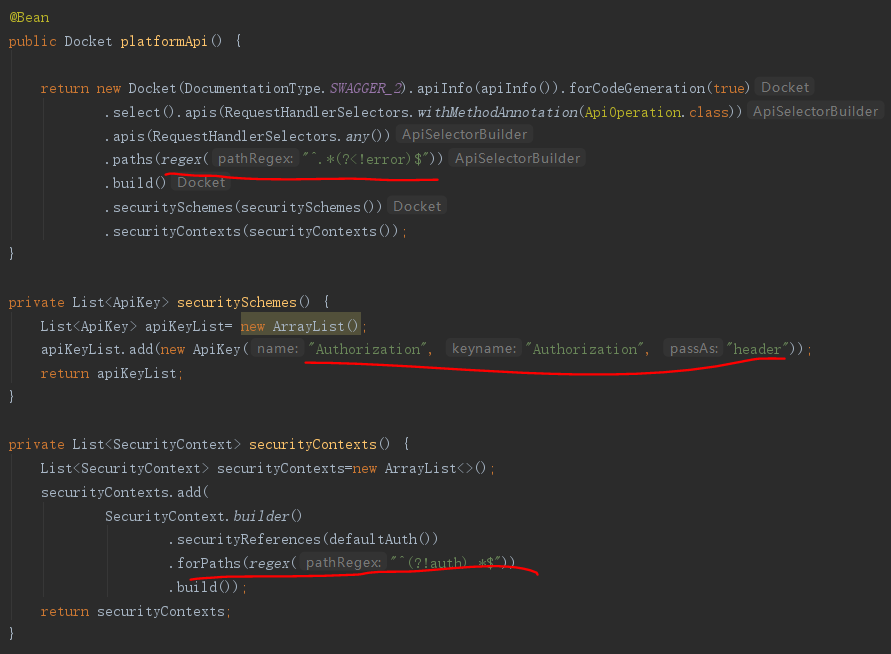 @Bean
public Docket platformApi() {
return new Docket(DocumentationType.SWAGGER_2).apiInfo(apiInfo()).forCodeGeneration(true) Docket
.select().apis(RequestHandlerSelectors.withMethodAnnotation(ApiOperation.class)) ApiSelectorBuilder
.apis(RequestHandlerSelectors.any()) ApiSelectorBuilder
.paths(regex( pathRegex: "^.*(?<!error)$")) ApiSelectorBuilder
.build() Docket
.securitySchemes(securitySchemes()) Docket
.securityContexts(securityContexts());
}
private List<ApiKey> securitySchemes() {
List<ApiKey> apiKeyList= new ArrayList();
apiKeyList.add(new ApiKey( name: "Authorization", keyname: "Authorization", passAs: "header"));
return apiKeyList;
}
private List<SecurityContext> securityContexts() {
List<SecurityContext> securityContexts=new ArrayList<>();
securityContexts.add(
SecurityContext.builder()
.securityReferences(defaultAuth())
.forPaths(regex( pathRegex: "^(?!auth).*$"))
.build());
return securityContexts;
}